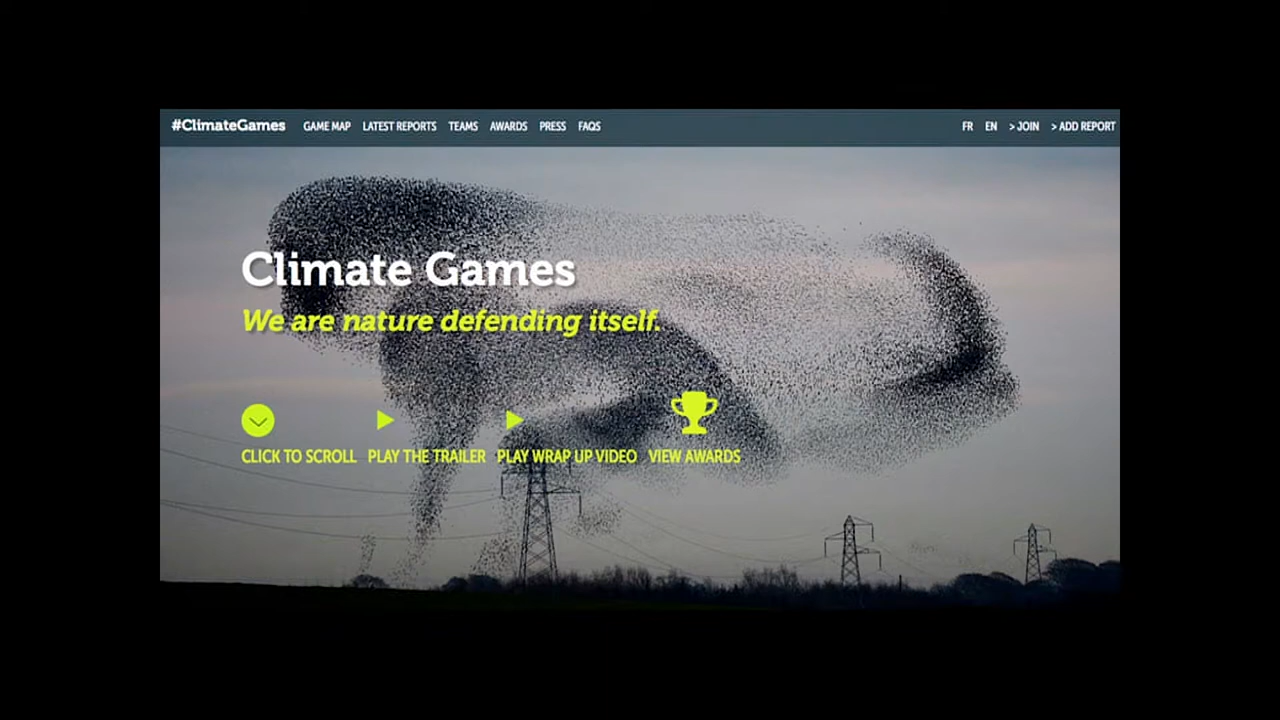 #ClimateGames GAME MAP LATEST REPORTS TEAMS AWARDS PRESS FAQS FR EN > JOIN > ADD REPORT
Climate Games
We are nature defending itself.
CLICK TO SCROLL PLAY THE TRAILER PLAY WRAP UP VIDEO VIEW AWARDS